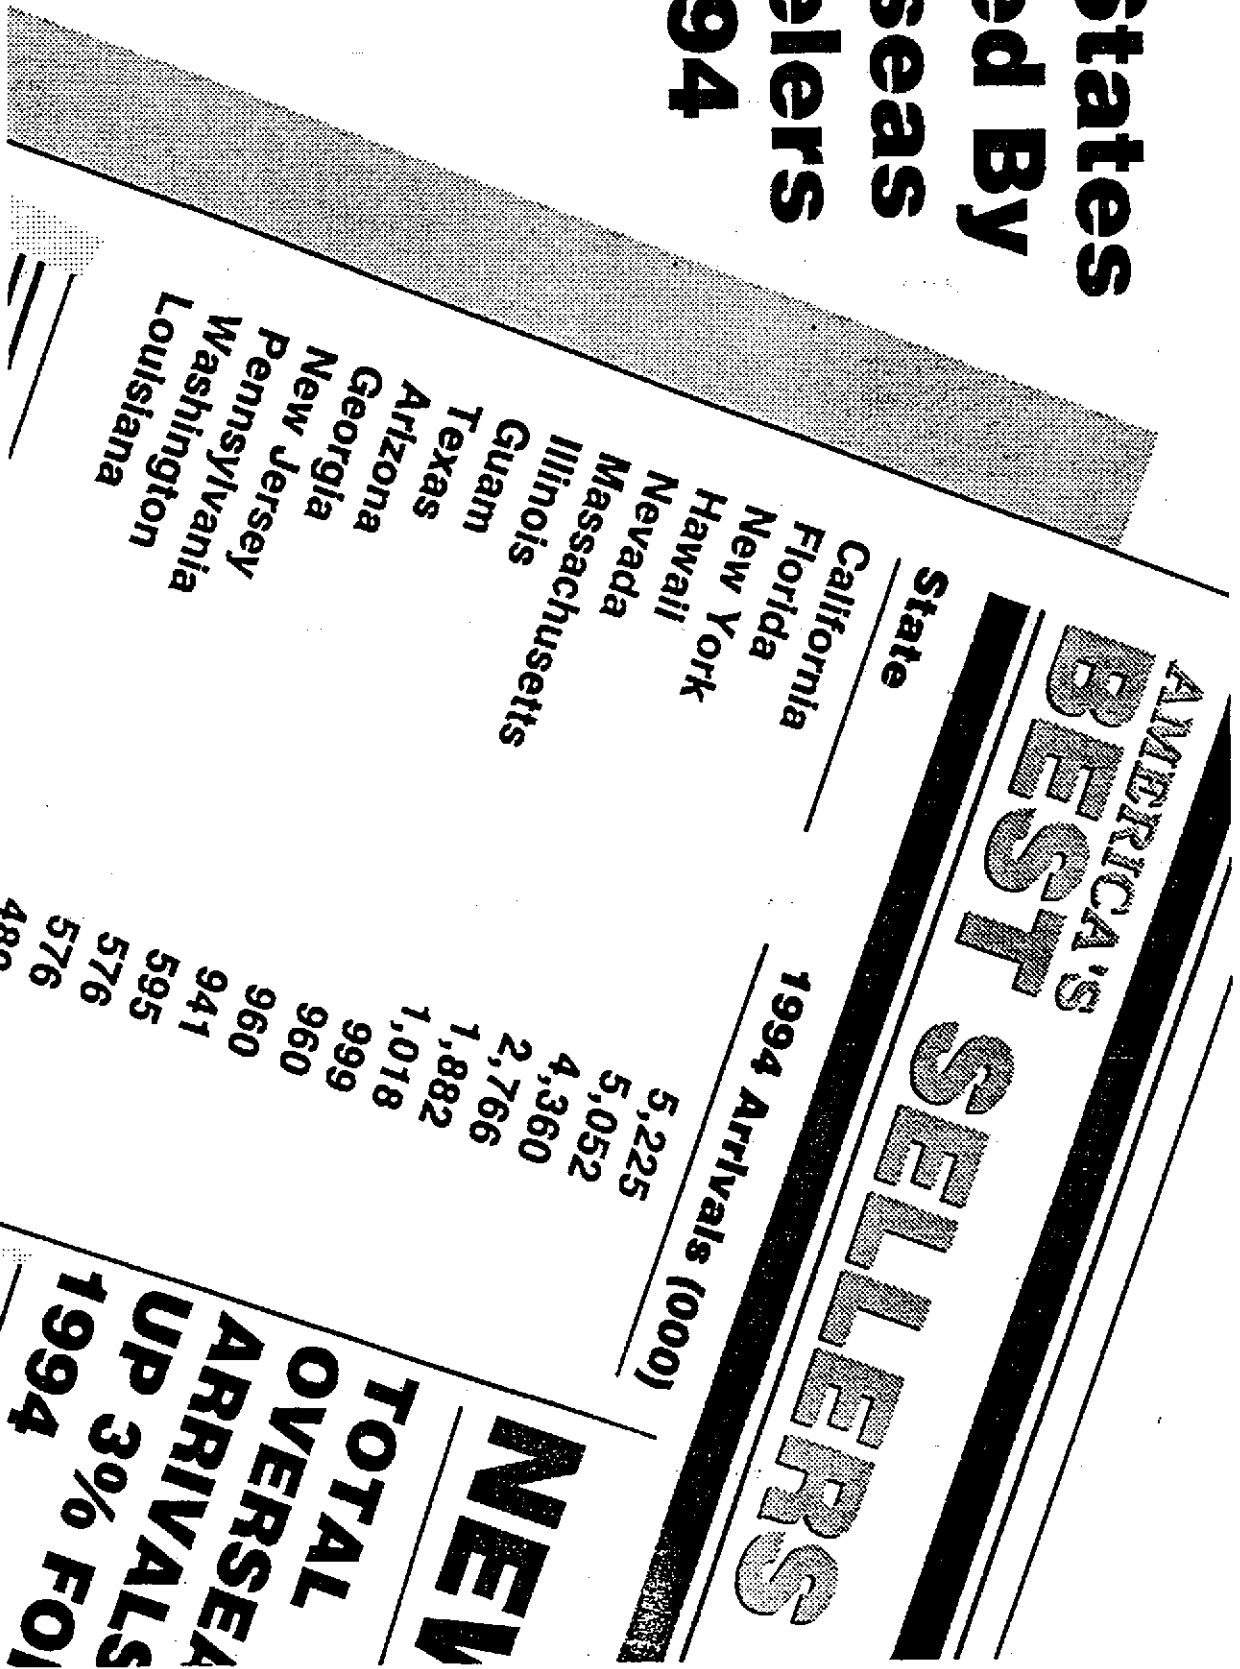 States
ed By
seas
elers
94
AMERICA'S
BEST SELLERS
State 1994 Arrivals (000)
California 5,225
Florida 5,052
New York 4,360
Hawaii 2,766
Nevada 1,882
Massachusetts 1,018
Illinois 999
Guam 960
Texas 960
Arizona 941
Georgia 595
New Jersey 576
Pennsylvania 576
Washington
Louisiana
NEW
TOTAL
OVERSEA
ARRIVALS
UP 3% FO
1994